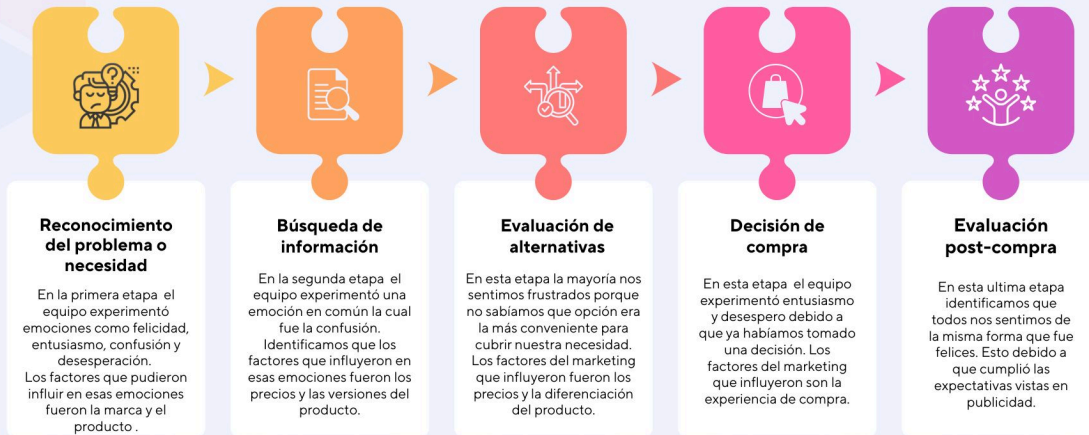 Reconocimiento
del problema o
necesidad
En la primera etapa el
equipo experimentó
emociones como felicidad,
entusiasmo, confusión y
desesperación.
Los factores que pudieron
influir en esas emociones
fueron la marca y el
producto .
Búsqueda de
información
En la segunda etapa el
equipo experimentó una
emoción en común la cual
fue la confusión.
Identificamos que los
factores que influyeron en
esas emociones fueron los
precios y las versiones del
producto.
Evaluación de
alternativas
En esta etapa la mayoría nos
sentimos frustrados porque
no sabíamos que opción era
la más conveniente para
cubrir nuestra necesidad.
Los factores del marketing
que influyeron fueron los
precios y la diferenciación
del producto.
Decisión de
compra
En esta etapa el equipo
experimentó entusiasmo
y desespero debido a
que ya habíamos tomado
una decisión. Los
factores del marketing
que influyeron son la
experiencia de compra.
Evaluación
post-compra
En esta ultima etapa
identificamos que
todos nos sentimos de
la misma forma que fue
felices. Esto debido a
que cumplió las
expectativas vistas en
publicidad.